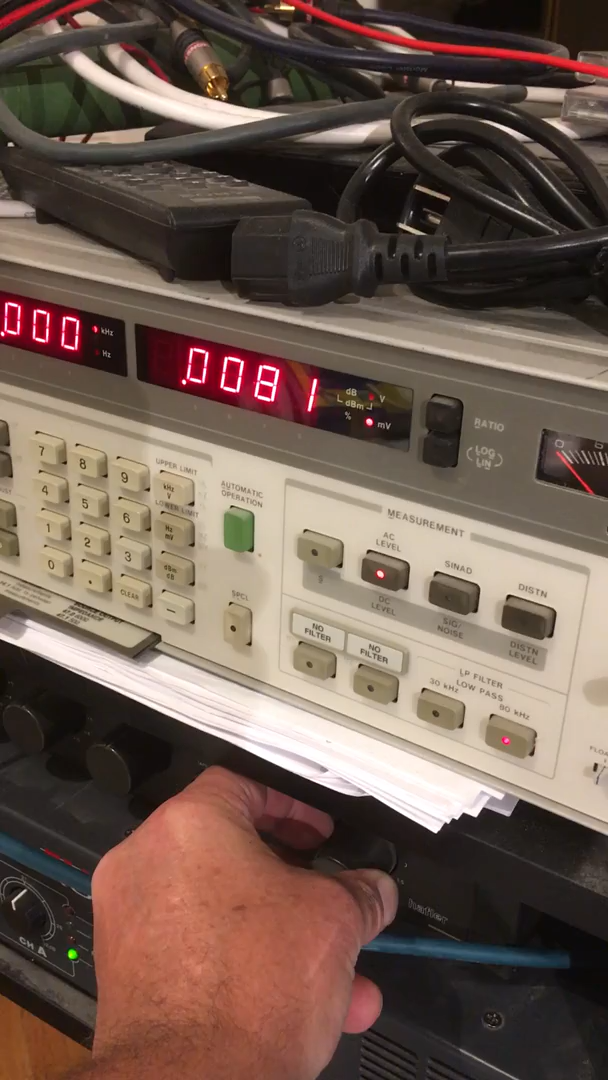 .000
kHz
Hz
.0081
dB
V
dBm
%
mV
RATIO
LOG
LIN
7
8
9
4
5
6
1
2
3
0
.
CLEAR
-
UPPER LIMIT
kHz
V
LOWER LIMIT
Hz
mV
dBm
dB
AUTOMATIC
OPERATION
SPCL
MEASUREMENT
AC
LEVEL
SINAD
DISTN
DC
LEVEL
SIG/
NOISE
DISTN
LEVEL
NO
FILTER
NO
FILTER
LP FILTER
LOW PASS
30 kHz
80 kHz
hafler
CH A